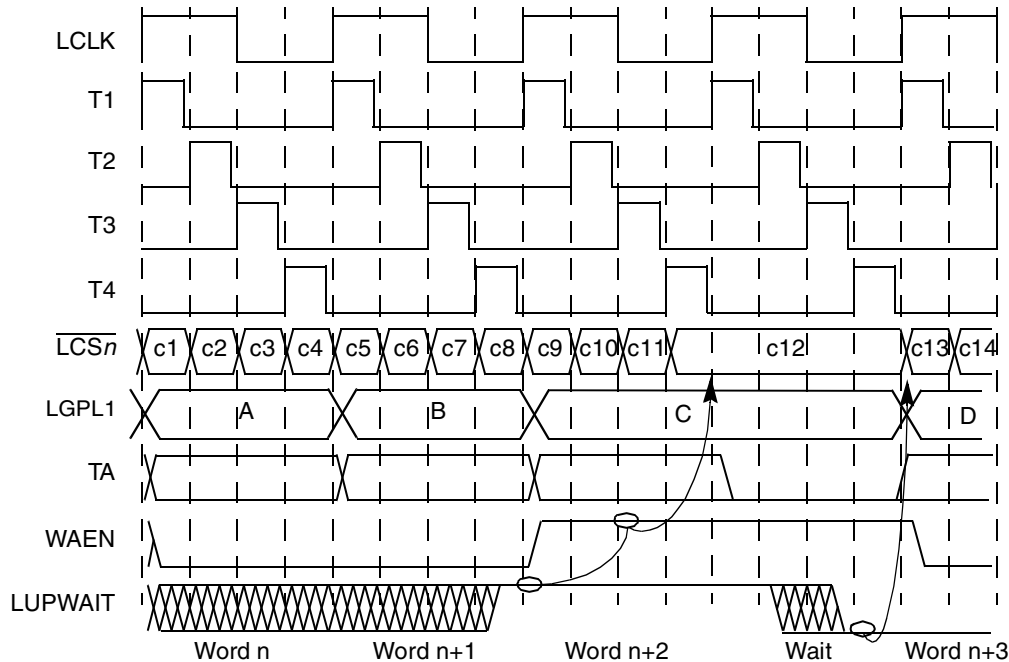 LCLK
T1
T2
T3
T4
LCSn c1 c2 c3 c4 c5 c6 c7 c8 c9 c10 c11 c12 c13 c14
LGPL1 A B C D
TA
WAEN
LUPWAIT
Word n Word n+1 Word n+2 Wait Word n+3